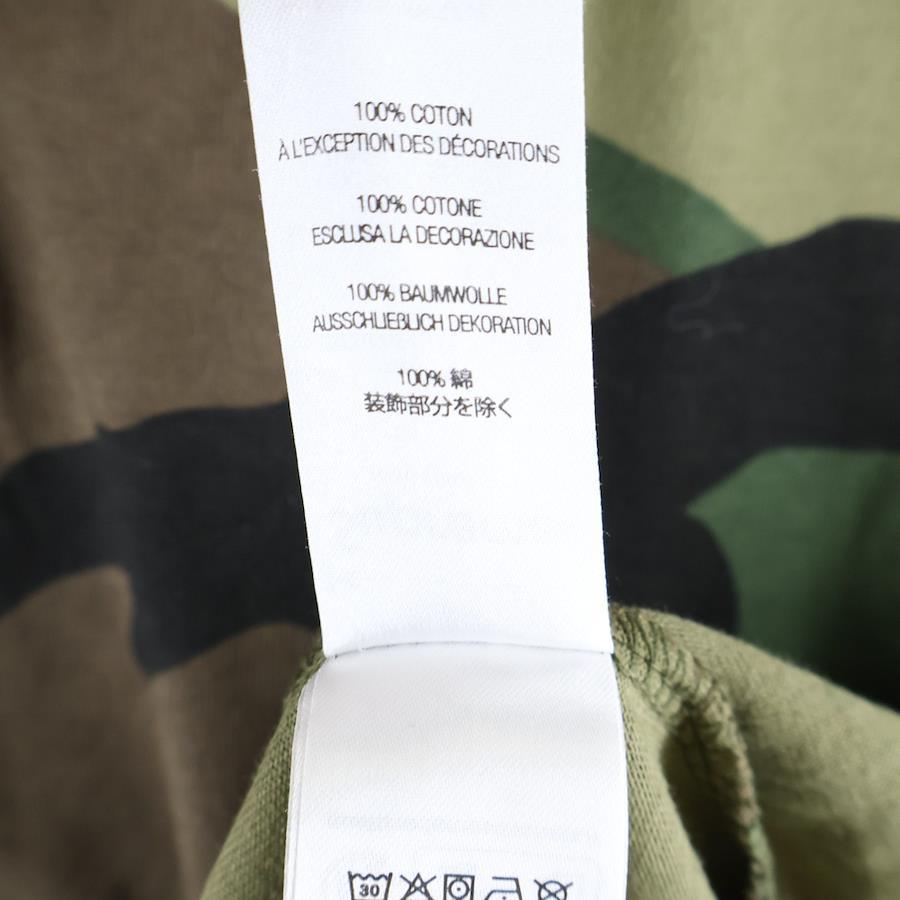 100% COTON
À L'EXCEPTION DES DÉCORATIONS
100% COTONE
ESCLUSA LA DECORAZIONE
100% BAUMWOLLE
AUSSCHLIEßLICH DEKORATION
100% 綿
装飾部分を除く
30